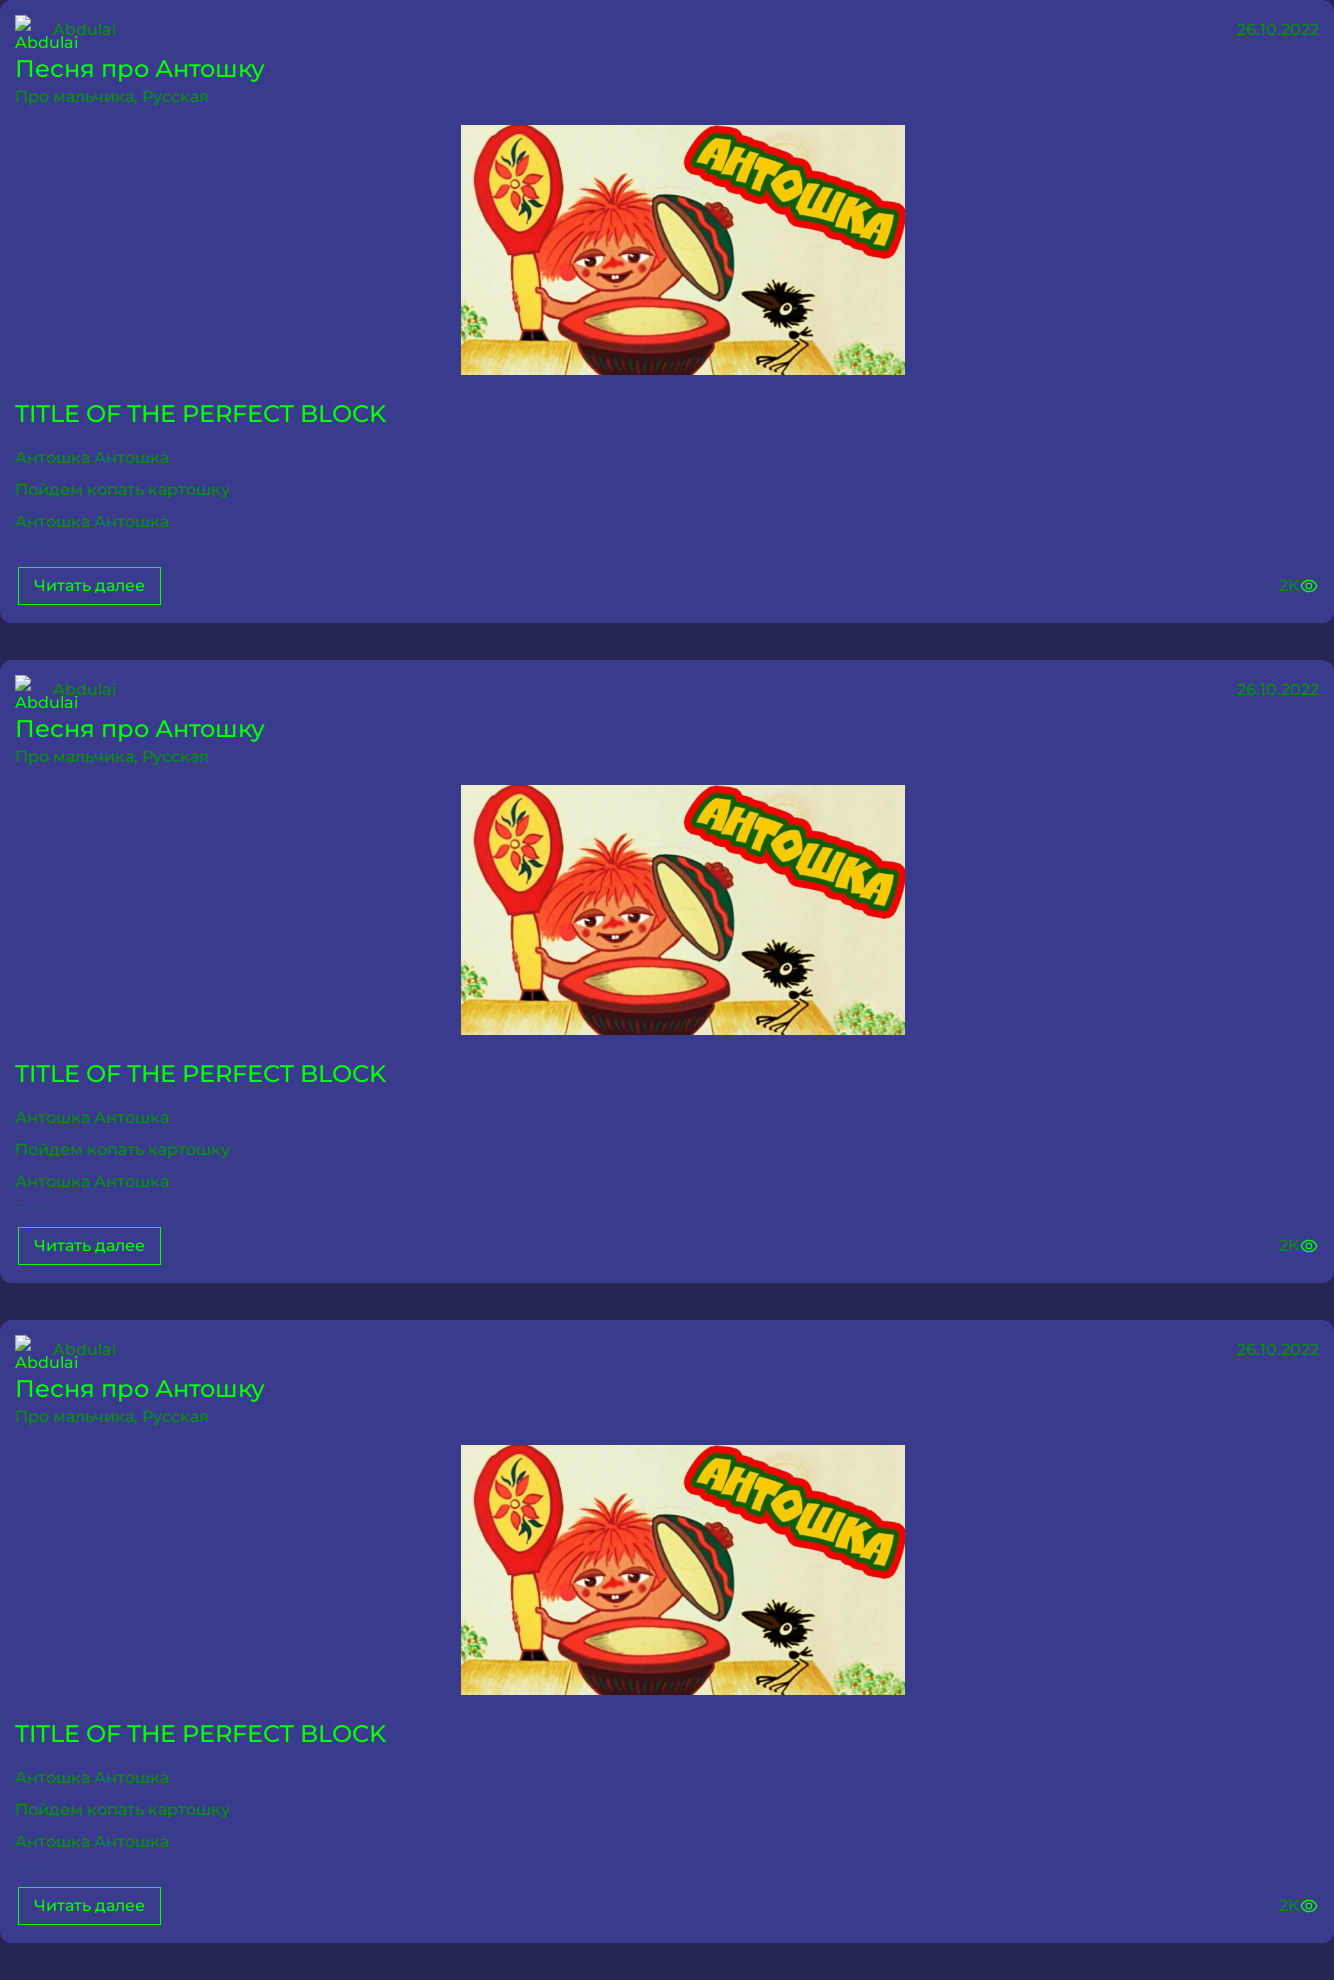 Abdulai 26.10.2022
Abdulai
Песня про Антошку
Про мальчика, Русская
АНТОШКА
TITLE OF THE PERFECT BLOCK
Антошка Антошка
Пойдем копать картошку
Антошка Антошка
Читать далее 2K
Abdulai 26.10.2022
Abdulai
Песня про Антошку
Про мальчика, Русская
АНТОШКА
TITLE OF THE PERFECT BLOCK
Антошка Антошка
Пойдем копать картошку
Антошка Антошка
Читать далее 2K
Abdulai 26.10.2022
Abdulai
Песня про Антошку
Про мальчика, Русская
АНТОШКА
TITLE OF THE PERFECT BLOCK
Антошка Антошка
Пойдем копать картошку
Антошка Антошка
Читать далее 2K